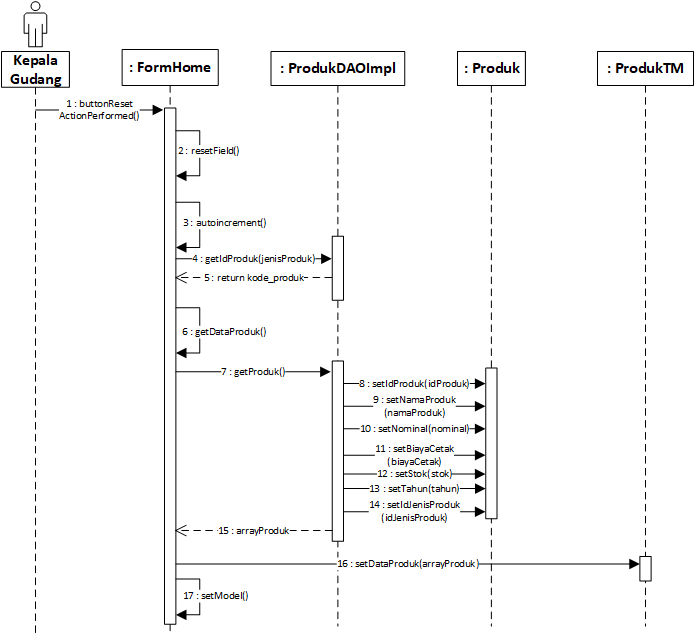 Kepala
Gudang
: FormHome
: ProdukDAOImpl
: Produk
: ProdukTM
1 : buttonReset
ActionPerformed()
2 : resetField()
3 : autoincrement()
4 : getIdProduk(jenisProduk)
5 : return kode_produk
6 : getDataProduk()
7 : getProduk()
8 : setIdProduk(idProduk)
9 : setNamaProduk
(namaProduk)
10 : setNominal(nominal)
11 : setBiayaCetak
(biayaCetak)
12 : setStok(stok)
13 : setTahun(tahun)
14 : setIdJenisProduk
(idJenisProduk)
15 : arrayProduk
16 : setDataProduk(arrayProduk)
17 : setModel()